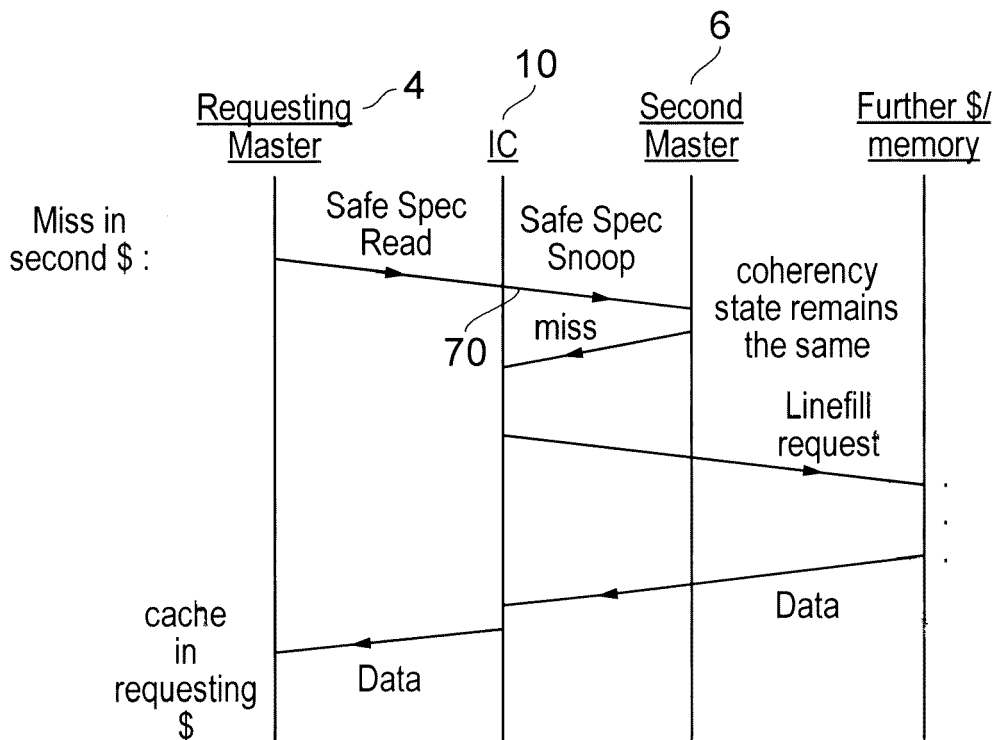 6
10
4
Requesting
Master
IC
Second
Master
Further $/
memory
Miss in
second $ :
Safe Spec
Read
Safe Spec
Snoop
coherency
state remains
the same
miss
70
Linefill
request
.
.
.
Data
Data
cache
in
requesting
$